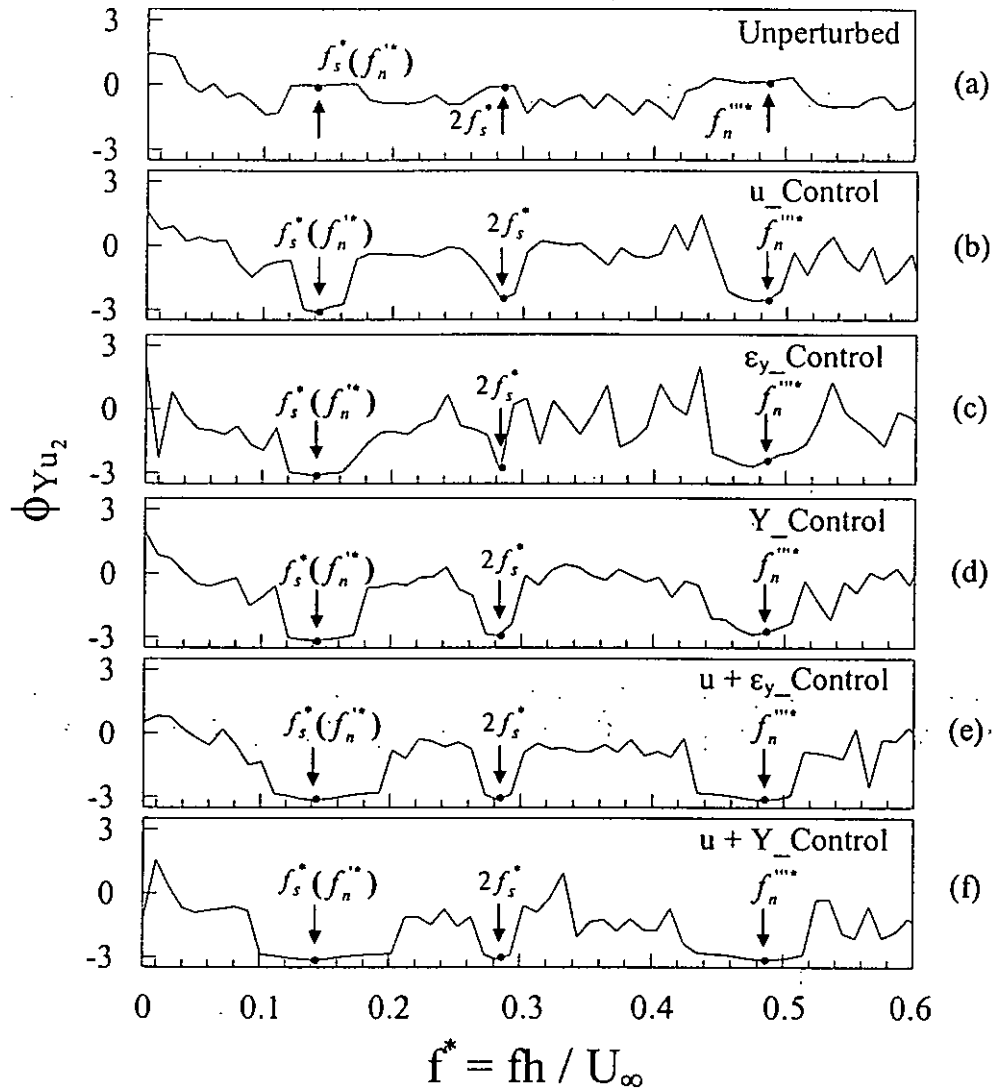 3
0
-3
Unperturbed
f_s^*(f_n^'*)
2f_s^*
f_n^'''*
(a)
3
0
-3
u_Control
f_s^*(f_n^'*)
2f_s^*
f_n^'''*
(b)
3
0
-3
ε_y_Control
f_s^*(f_n^'*)
2f_s^*
f_n^'''*
(c)
3
0
-3
Y_Control
f_s^*(f_n^'*)
2f_s^*
f_n^'''*
(d)
3
0
-3
u + ε_y_Control
f_s^*(f_n^'*)
2f_s^*
f_n^'''*
(e)
3
0
-3
u + Y_Control
f_s^*(f_n^'*)
2f_s^*
f_n^'''*
(f)
ϕ_Yu_2
0 0.1 0.2 0.3 0.4 0.5 0.6
f^* = fh / U_∞